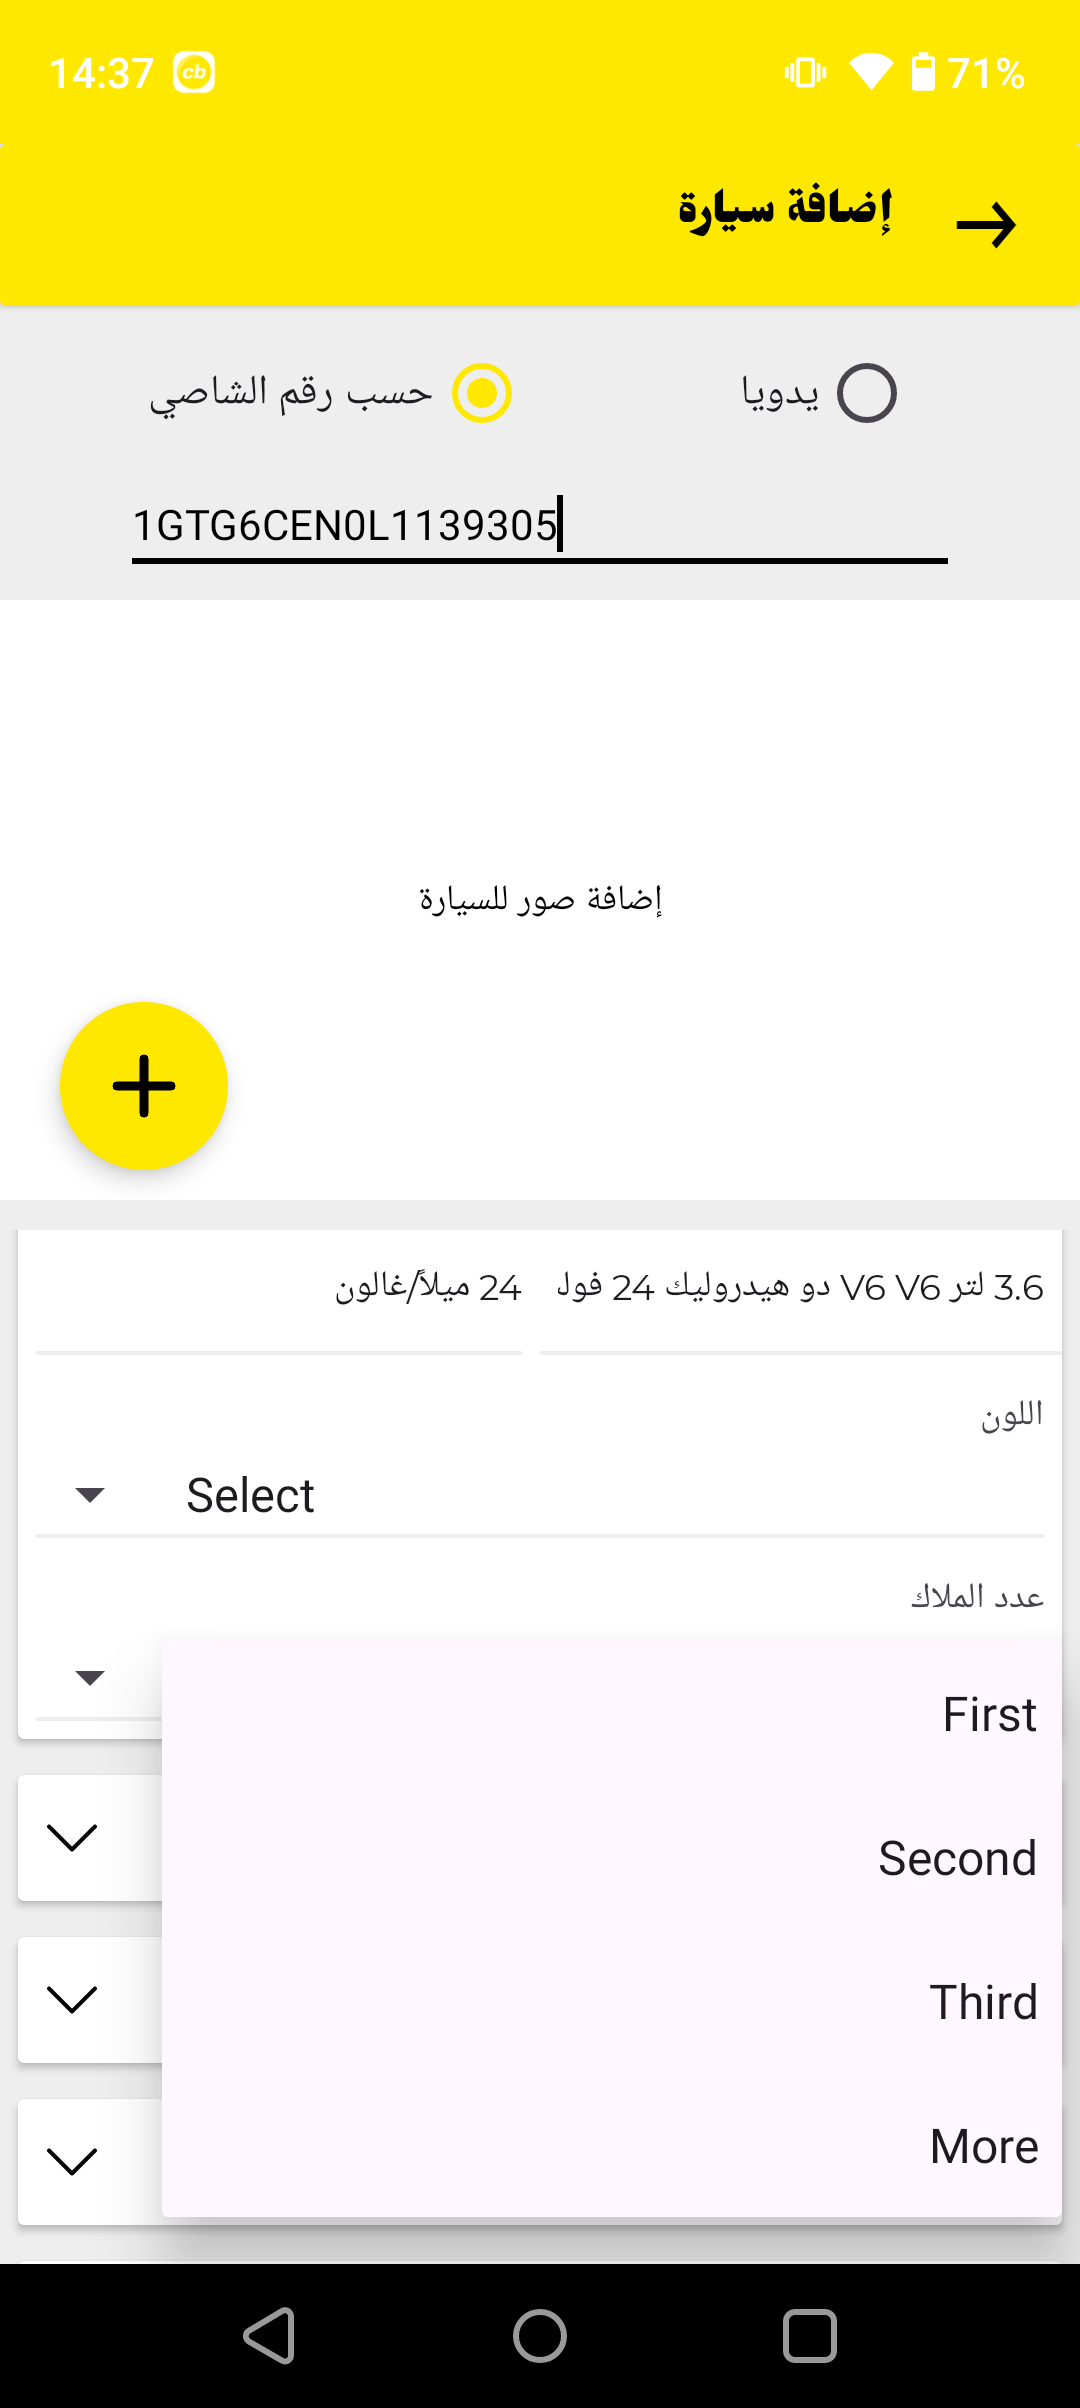 14:37 cb 71%
إضافة سيارة
يدويا حسب رقم الشاصي
1GTG6CEN0L1139305
إضافة صور للسيارة
3.6 لتر V6 V6 دو هيدروليك 24 فول 24 ميلاً/غالون
اللون
Select
عدد الملاك
First
Second
Third
More